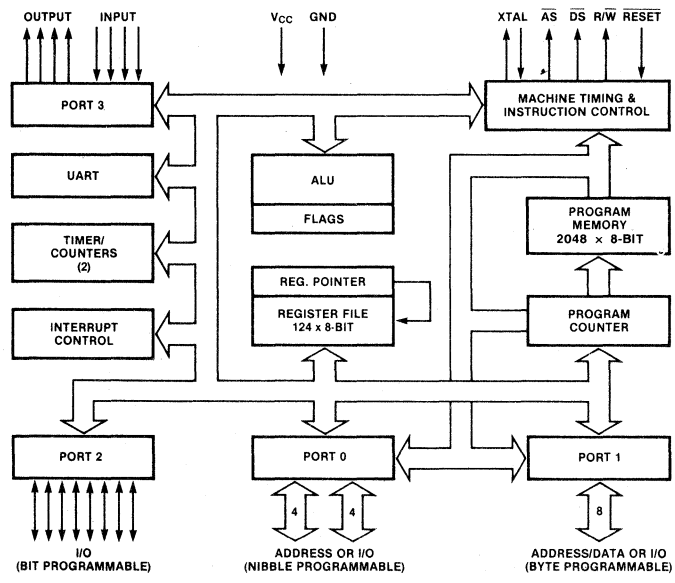 OUTPUT INPUT
VCC GND
XTAL AS DS R/W RESET
PORT 3
MACHINE TIMING &
INSTRUCTION CONTROL
UART
ALU
FLAGS
PROGRAM
MEMORY
2048 × 8-BIT
TIMER/
COUNTERS
(2)
REG. POINTER
REGISTER FILE
124 x 8-BIT
PROGRAM
COUNTER
INTERRUPT
CONTROL
PORT 2
PORT 0
PORT 1
4 4
8
I/O
(BIT PROGRAMMABLE)
ADDRESS OR I/O
(NIBBLE PROGRAMMABLE)
ADDRESS/DATA OR I/O
(BYTE PROGRAMMABLE)